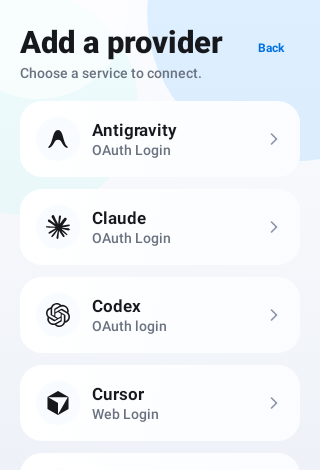 Add a provider
Back
Choose a service to connect.
Antigravity
OAuth Login
Claude
OAuth Login
Codex
OAuth login
Cursor
Web Login